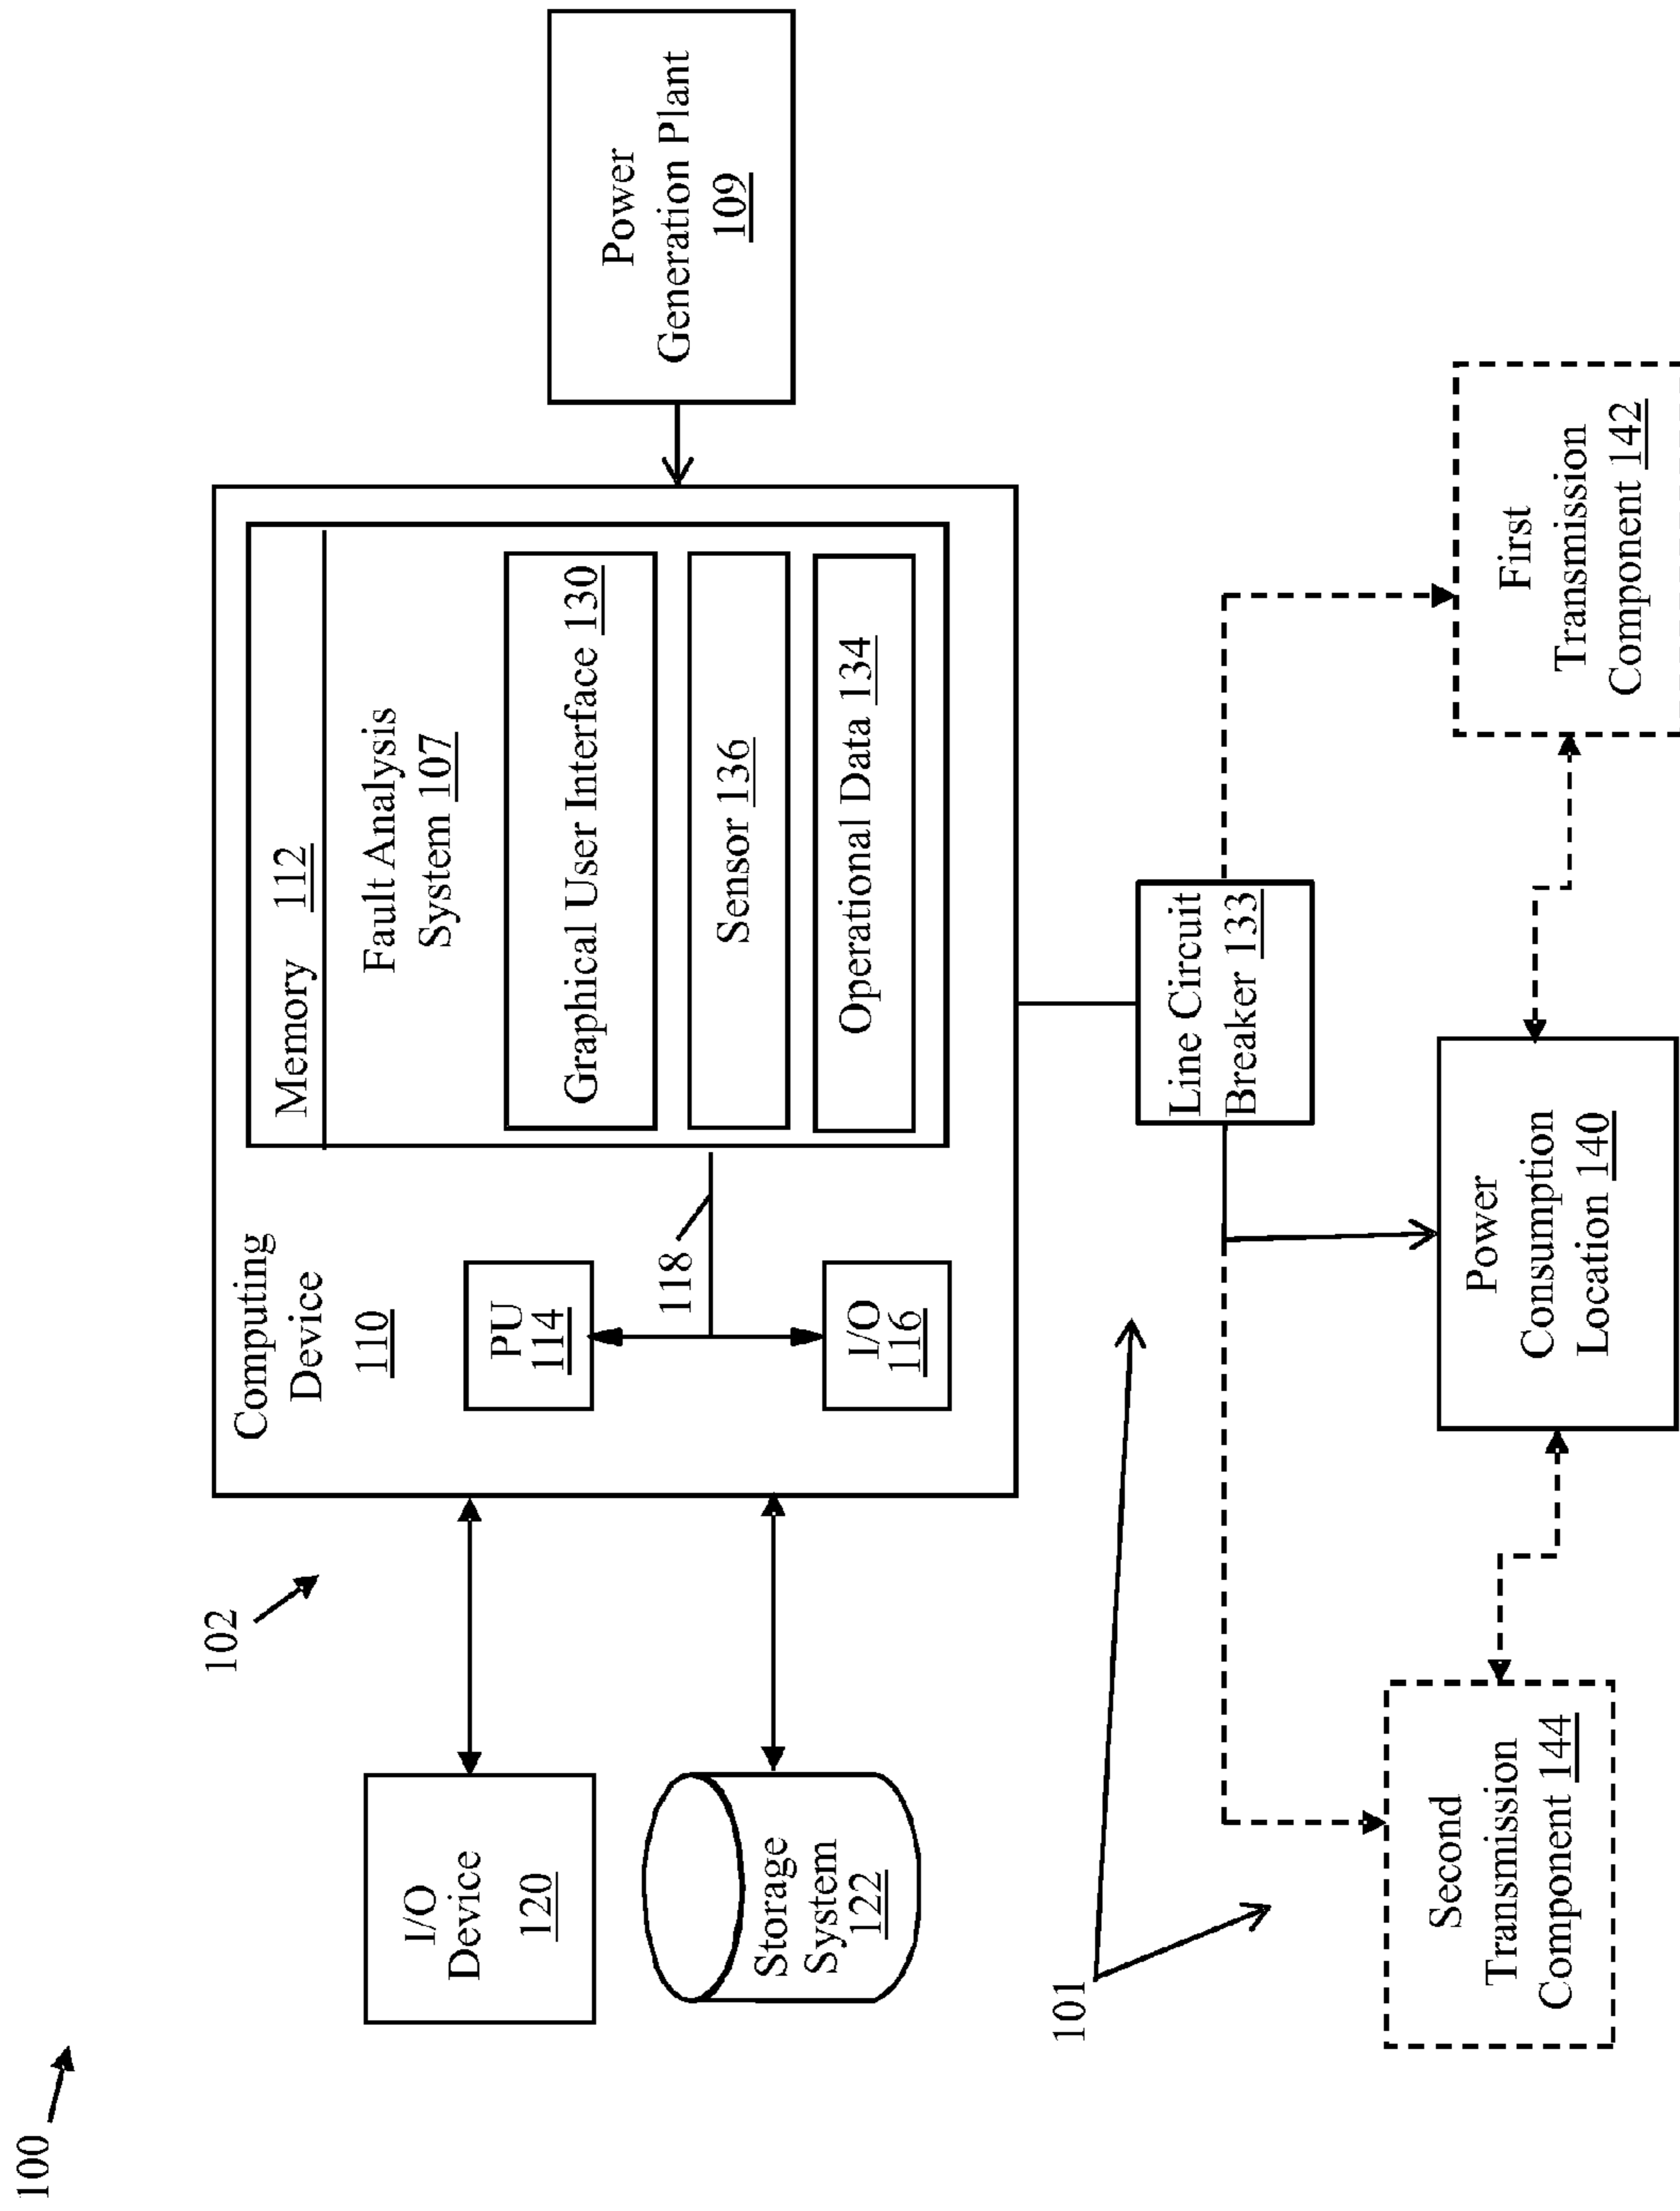 100
102
Computing
Device
110
Memory 112
Fault Analysis
System 107
Graphical User Interface 130
Sensor 136
Operational Data 134
PU
114
118
I/O
116
I/O
Device
120
Storage
System
122
Power
Generation Plant
109
101
Line Circuit
Breaker 133
Second
Transmission
Component 144
Power
Consumption
Location 140
First
Transmission
Component 142